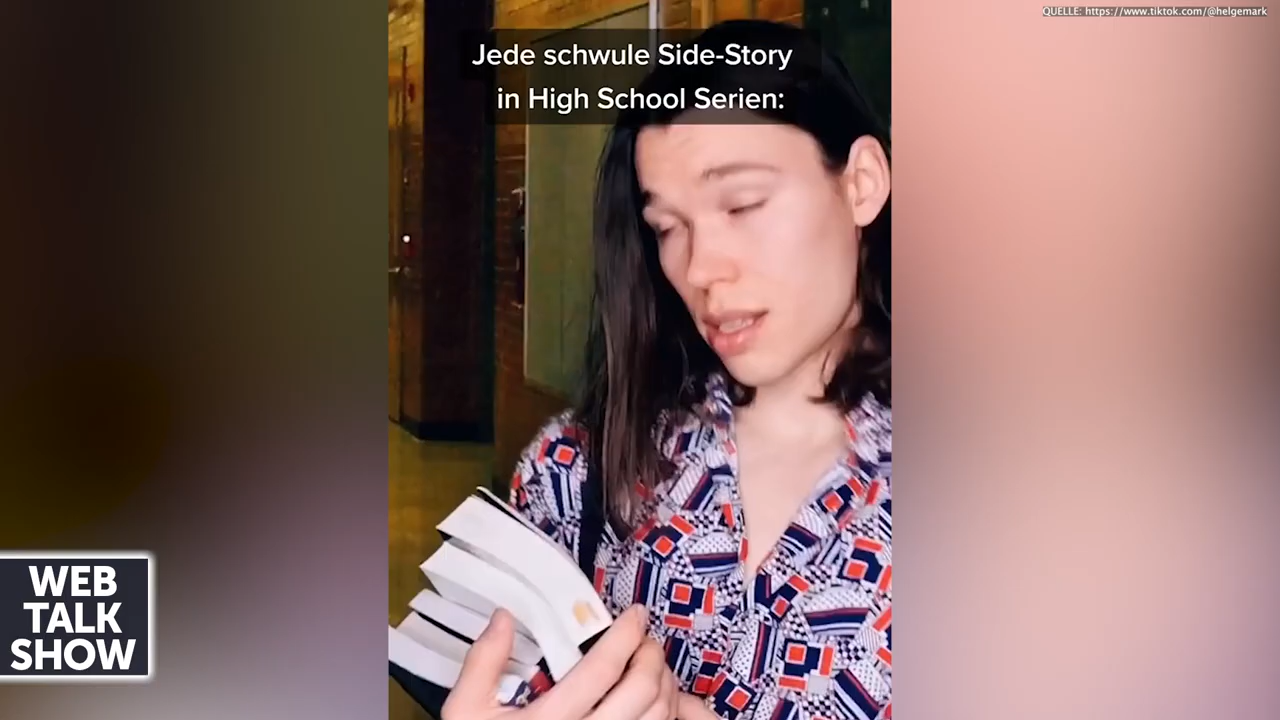 QUELLE: https://www.tiktok.com/@helgemark
Jede schwule Side-Story
in High School Serien:
WEB
TALK
SHOW